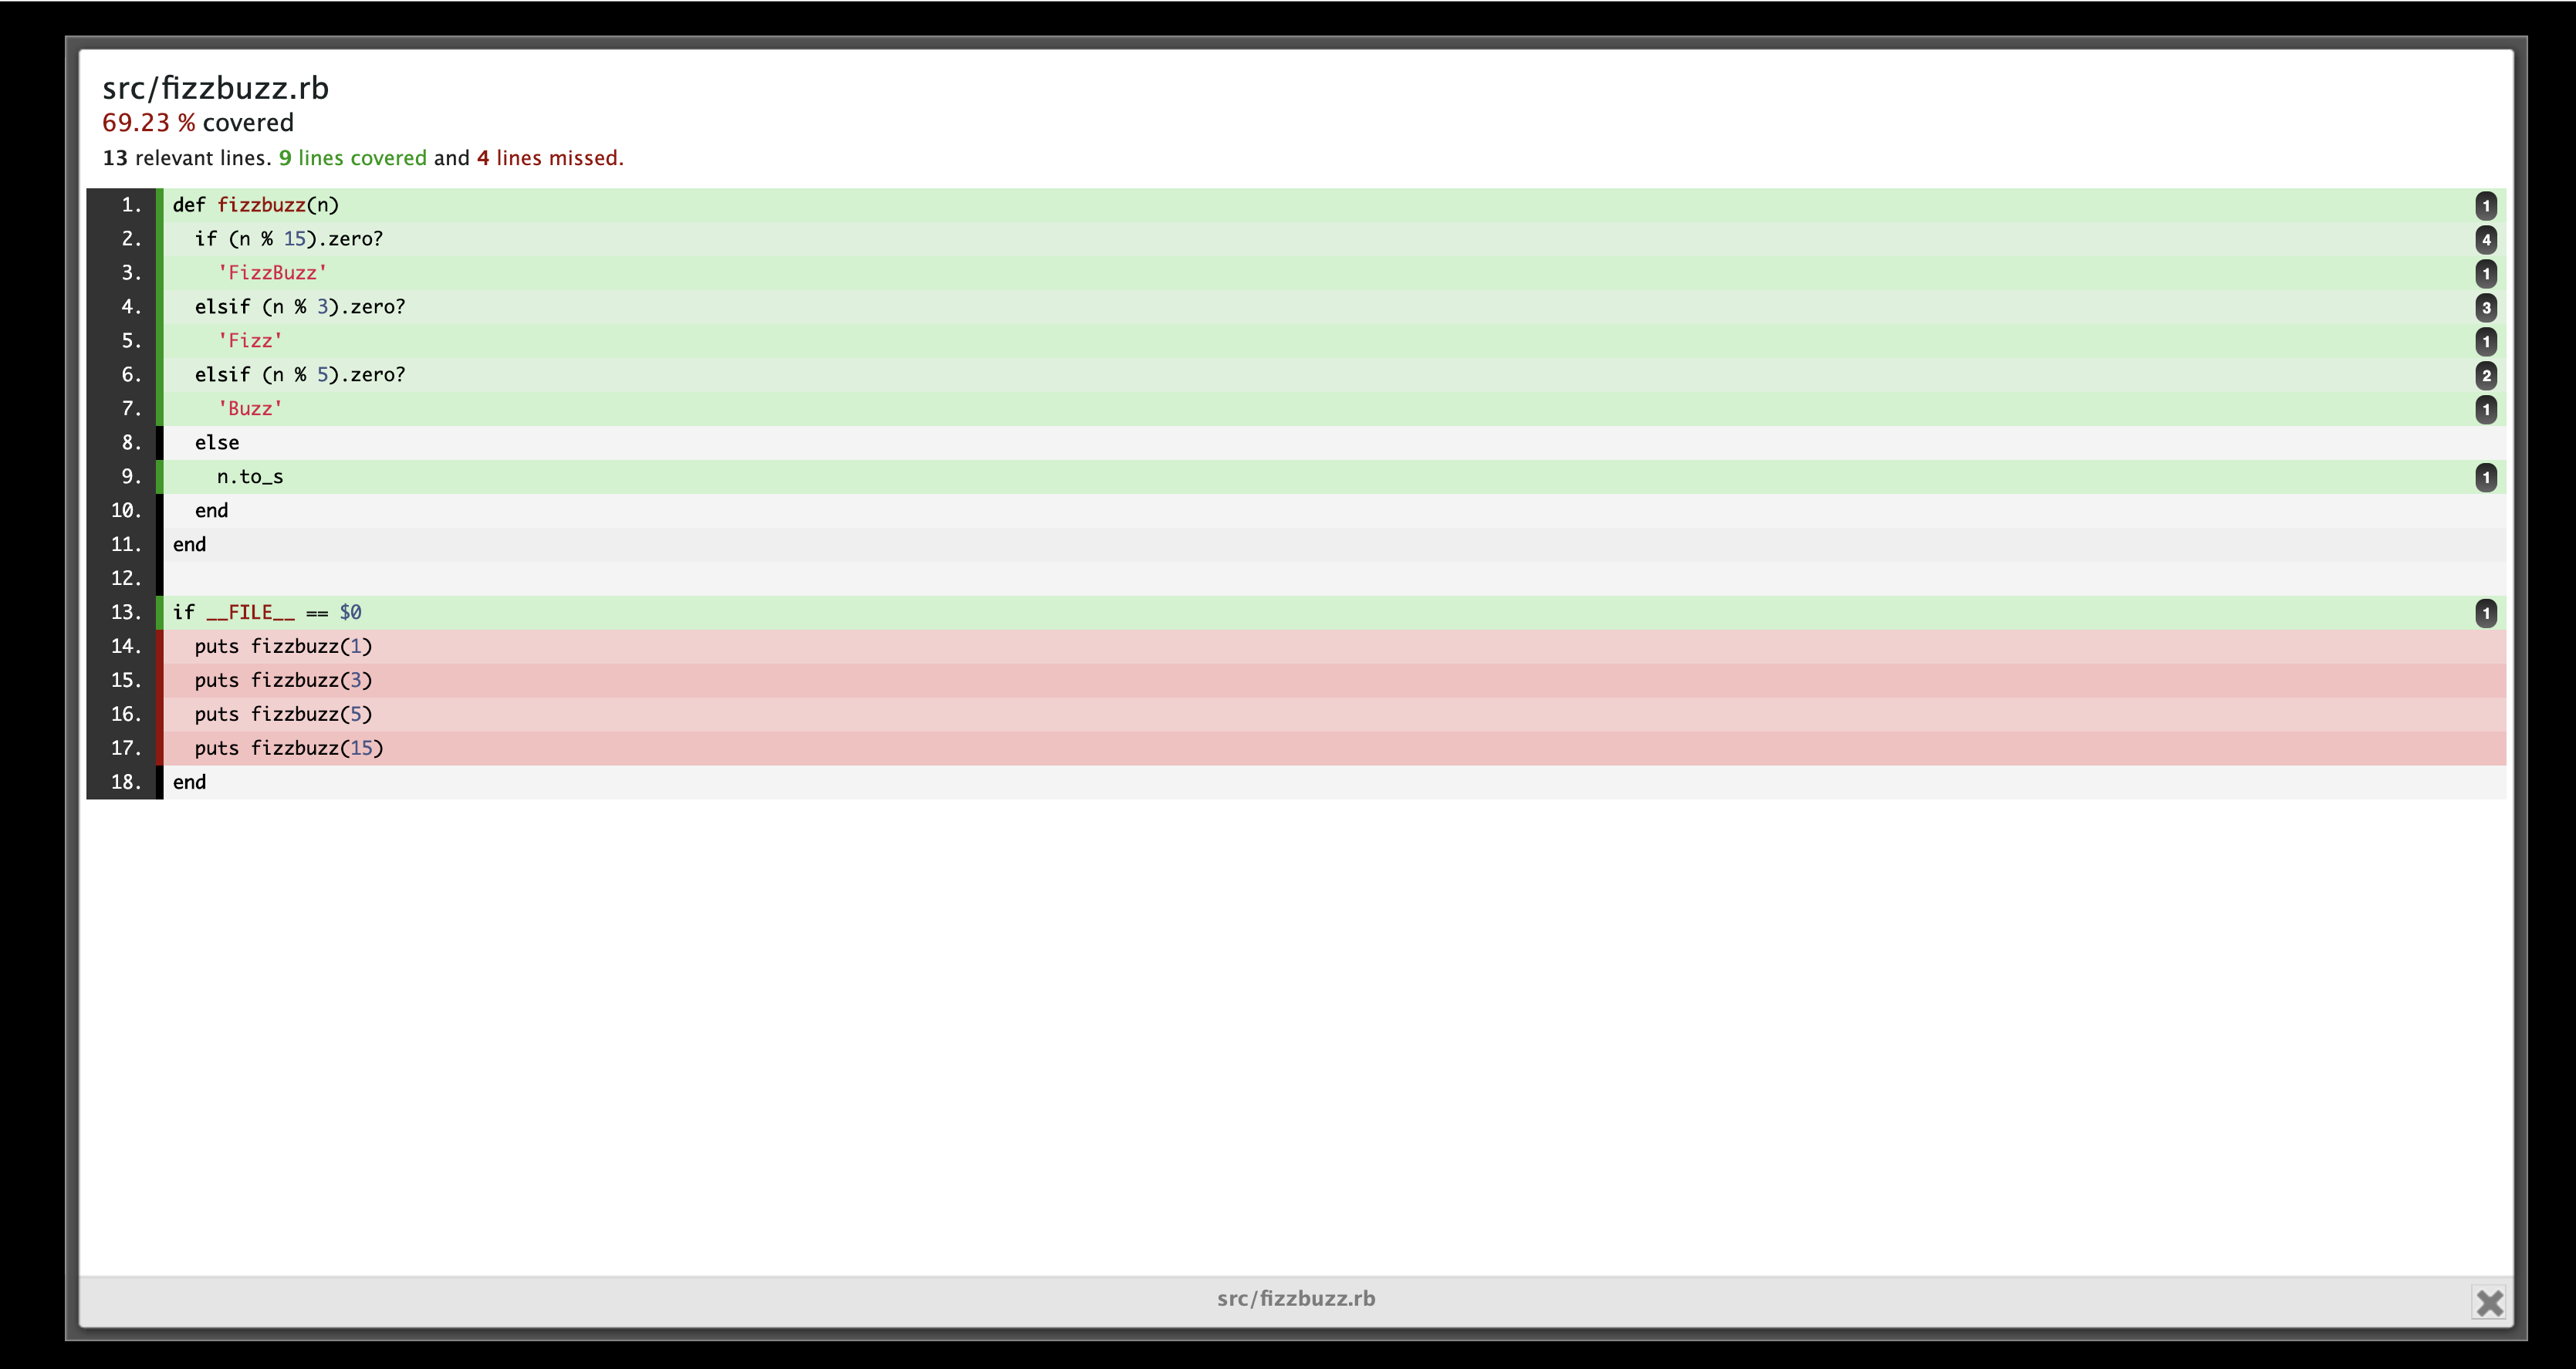 src/fizzbuzz.rb
69.23 % covered
13 relevant lines. 9 lines covered and 4 lines missed.
1. def fizzbuzz(n) 1
2. if (n % 15).zero? 4
3. 'FizzBuzz' 1
4. elsif (n % 3).zero? 3
5. 'Fizz' 1
6. elsif (n % 5).zero? 2
7. 'Buzz' 1
8. else
9. n.to_s 1
10. end
11. end
12.
13. if __FILE__ == $0 1
14. puts fizzbuzz(1)
15. puts fizzbuzz(3)
16. puts fizzbuzz(5)
17. puts fizzbuzz(15)
18. end
src/fizzbuzz.rb